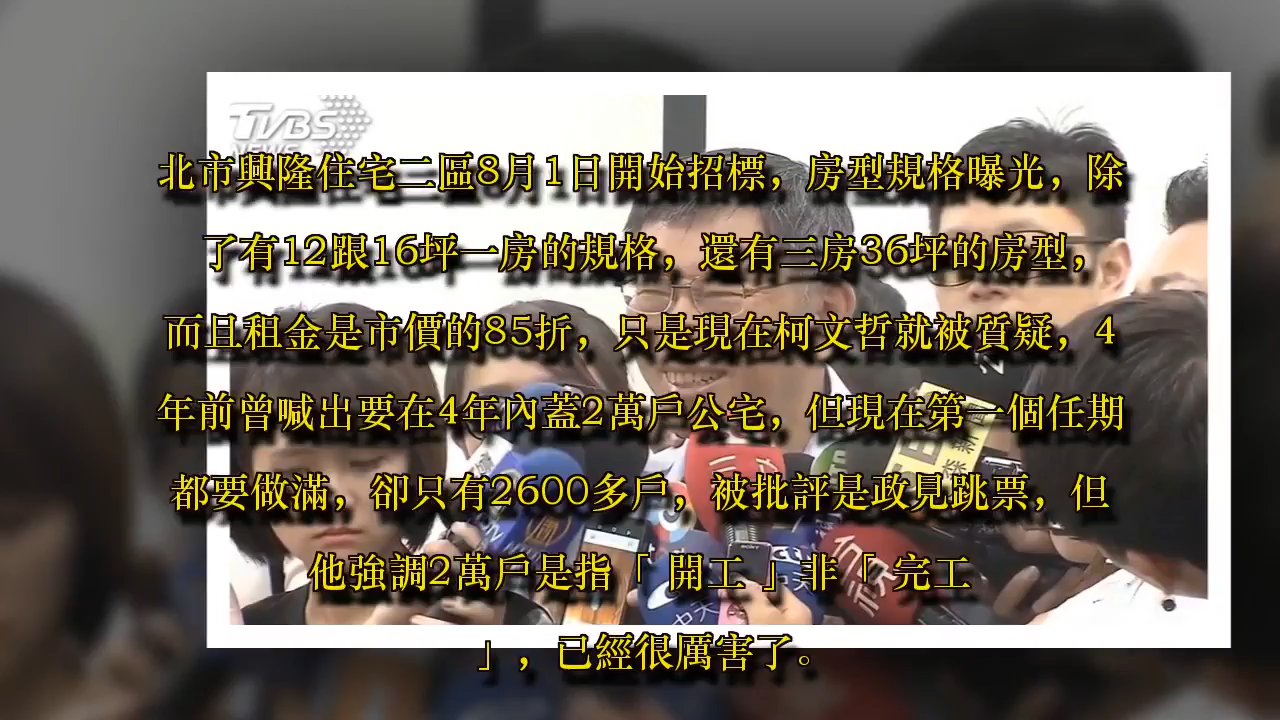 TVBS
NEWS
北市興隆住宅二區8月1日開始招標，房型規格曝光，除
了有12跟16坪一房的規格，還有三房36坪的房型，
而且租金是市價的85折，只是現在柯文哲就被質疑，4
年前曾喊出要在4年內蓋2萬戶公宅，但現在第一個任期
都要做滿，卻只有2600多戶，被批評是政見跳票，但
他強調2萬戶是指「 開工 」非「 完工
」，已經很厲害了。
中天